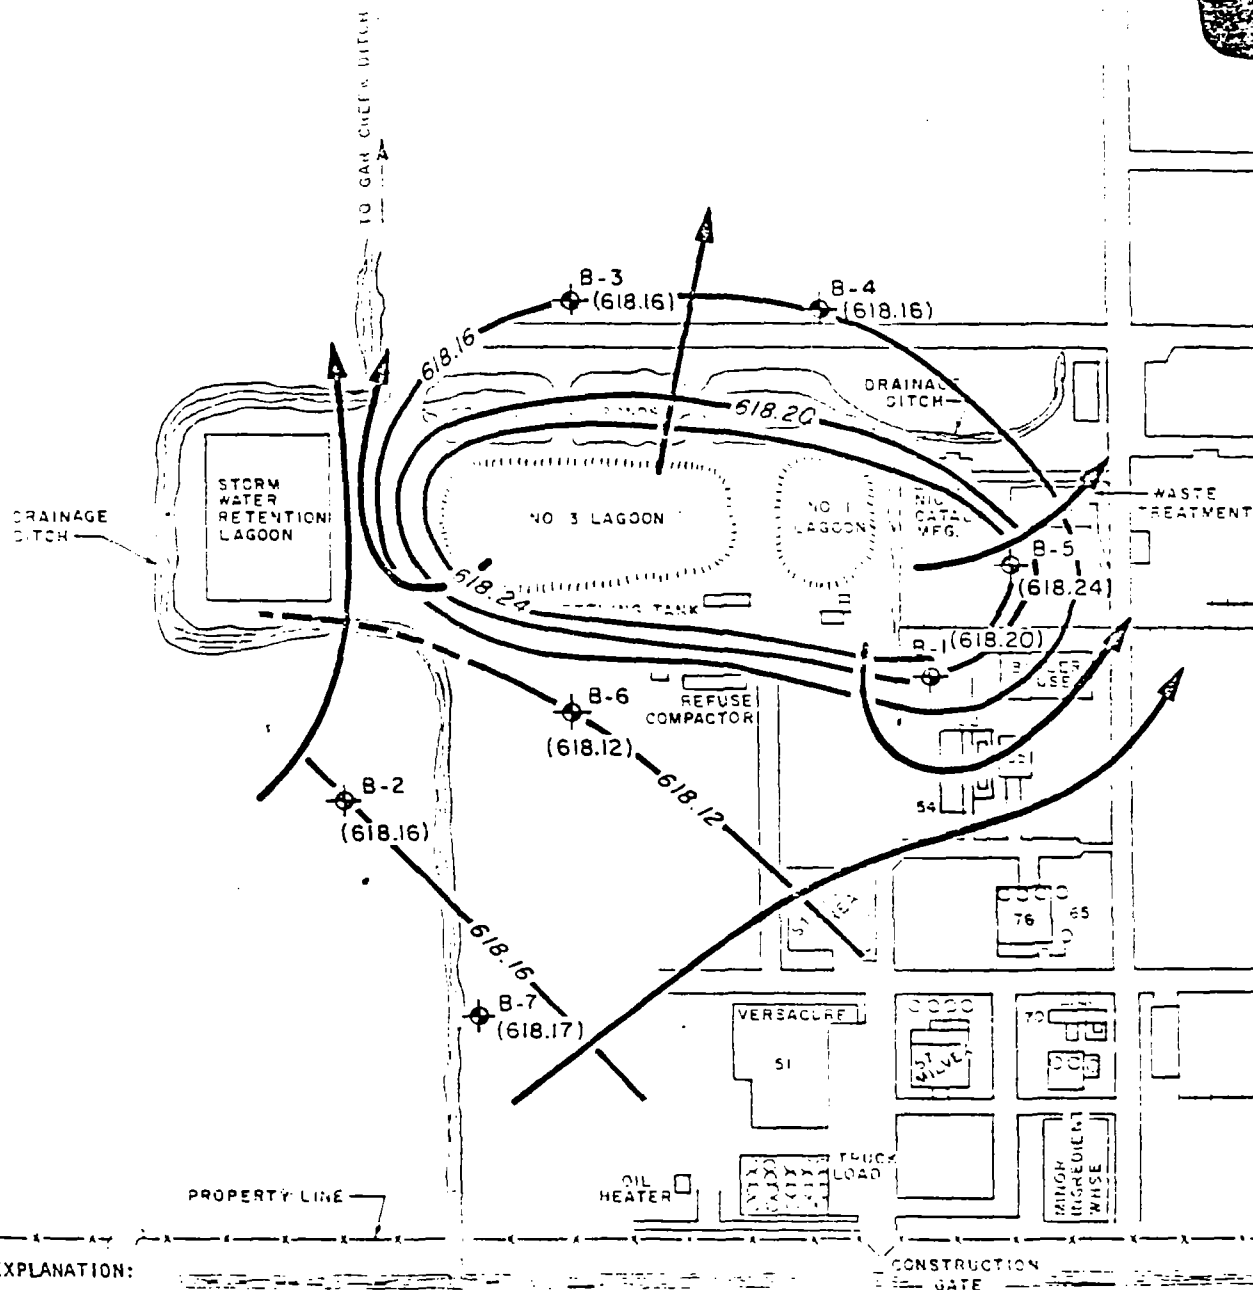 TO GAR CREEK DITCH
B-3
(618.16)
B-4
(618.16)
618.16
DRAINAGE
DITCH
618.20
STORM
WATER
RETENTION
LAGOON
DRAINAGE
DITCH
NO 3 LAGOON
NO 1
LAGOON
MFG.
WASTE
TREATMENT
B-5
(618.24)
618.24
TANK
B-1
(618.20)
REFUSE
COMPACTOR
B-6
(618.12)
618.12
B-2
(618.16)
54
618.16
76
65
B-7
(618.17)
VERSACURE
51
70
OIL
HEATER
TRUCK
LOAD
MINOR
INGREDIENT
WHSE
PROPERTY LINE
EXPLANATION:
CONSTRUCTION
GATE